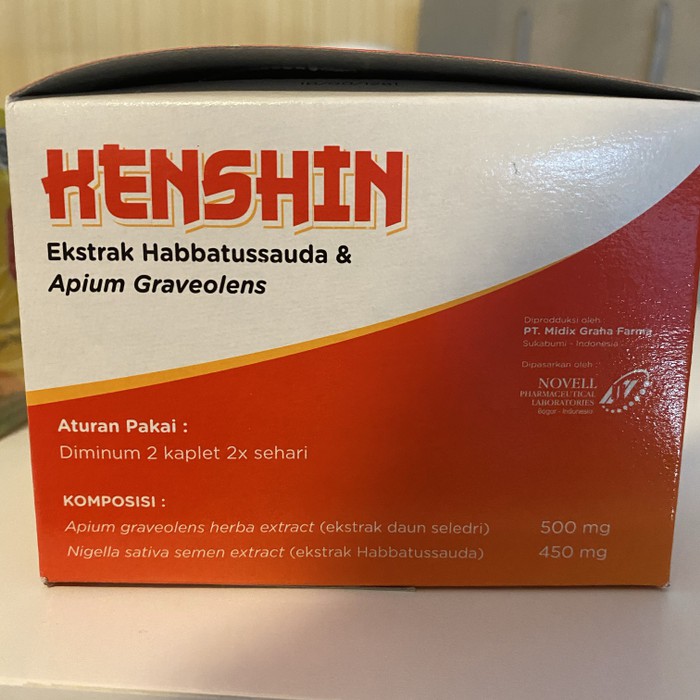 KENSHIN
Ekstrak Habbatussauda &
Apium Graveolens
Diprodduksi oleh :
PT. Midix Graha Farma
Sukabumi - Indonesia
Dipasarkan oleh :
NOVELL
PHARMACEUTICAL
LABORATORIES
Bogor - Indonesia
Aturan Pakai :
Diminum 2 kaplet 2x sehari
KOMPOSISI :
Apium graveolens herba extract (ekstrak daun seledri) 500 mg
Nigella sativa semen extract (ekstrak Habbatussauda) 450 mg